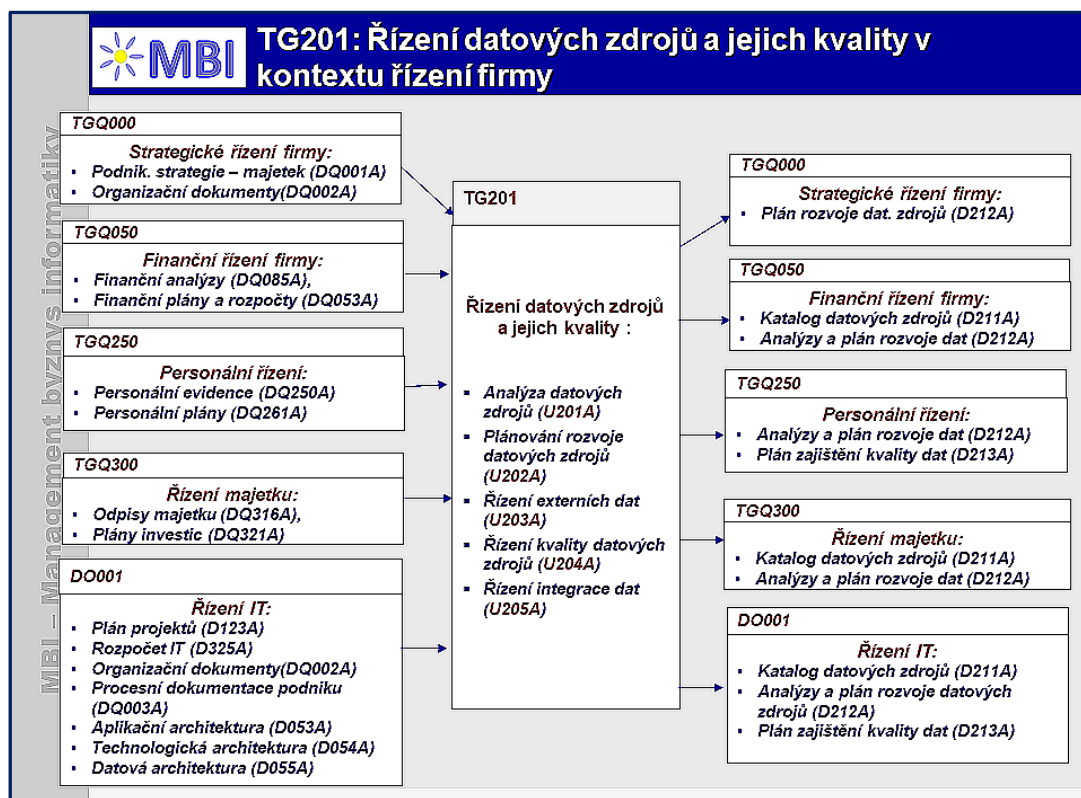 MBI
TG201: Řízení datových zdrojů a jejich kvality v
kontextu řízení firmy
MBI – Management byznys informatiky
TGQ000
Strategické řízení firmy:
▪ Podnik. strategie – majetek (DQ001A)
▪ Organizační dokumenty(DQ002A)
TGQ050
Finanční řízení firmy:
▪ Finanční analýzy (DQ085A),
▪ Finanční plány a rozpočty (DQ053A)
TGQ250
Personální řízení:
▪ Personální evidence (DQ250A)
▪ Personální plány (DQ261A)
TGQ300
Řízení majetku:
▪ Odpisy majetku (DQ316A),
▪ Plány investic (DQ321A)
DO001
Řízení IT:
▪ Plán projektů (D123A)
▪ Rozpočet IT (D325A)
▪ Organizační dokumenty(DQ002A)
▪ Procesní dokumentace podniku
(DQ003A)
▪ Aplikační architektura (D053A)
▪ Technologická architektura (D054A)
▪ Datová architektura (D055A)
TG201
Řízení datových zdrojů
a jejich kvality :
▪ Analýza datových
zdrojů (U201A)
▪ Plánování rozvoje
datových zdrojů
(U202A)
▪ Řízení externích dat
(U203A)
▪ Řízení kvality datových
zdrojů (U204A)
▪ Řízení integrace dat
(U205A)
TGQ000
Strategické řízení firmy:
▪ Plán rozvoje dat. zdrojů (D212A)
TGQ050
Finanční řízení firmy:
▪ Katalog datových zdrojů (D211A)
▪ Analýzy a plán rozvoje dat (D212A)
TGQ250
Personální řízení:
▪ Analýzy a plán rozvoje dat (D212A)
▪ Plán zajištění kvality dat (D213A)
TGQ300
Řízení majetku:
▪ Katalog datových zdrojů (D211A)
▪ Analýzy a plán rozvoje dat (D212A)
DO001
Řízení IT:
▪ Katalog datových zdrojů (D211A)
▪ Analýzy a plán rozvoje datových
zdrojů (D212A)
▪ Plán zajištění kvality dat (D213A)